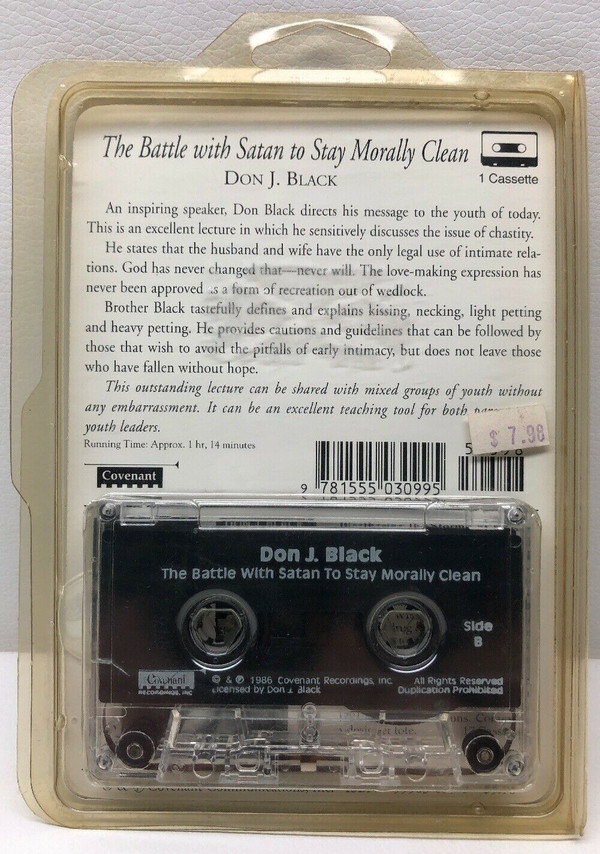 The Battle with Satan to Stay Morally Clean
DON J. BLACK
1 Cassette
An inspiring speaker, Don Black directs his message to the youth of today.
This is an excellent lecture in which he sensitively discusses the issue of chastity.
He states that the husband and wife have the only legal use of intimate rela-
tions. God has never changed that—never will. The love-making expression has
never been approved as a form of recreation out of wedlock.
Brother Black tastefully defines and explains kissing, necking, light petting
and heavy petting. He provides cautions and guidelines that can be followed by
those that wish to avoid the pitfalls of early intimacy, but does not leave those
who have fallen without hope.
This outstanding lecture can be shared with mixed groups of youth without
any embarrassment. It can be an excellent teaching tool for both
youth leaders.
$ 7.98
Running Time: Approx. 1 hr, 14 minutes
Covenant
9 781555 030995
Don J. Black
The Battle With Satan To Stay Morally Clean
Side
B
Covenant
RECORDINGS, INC
© & ℗ 1986 Covenant Recordings, Inc.
Licensed by Don J. Black
All Rights Reserved
Duplication Prohibited